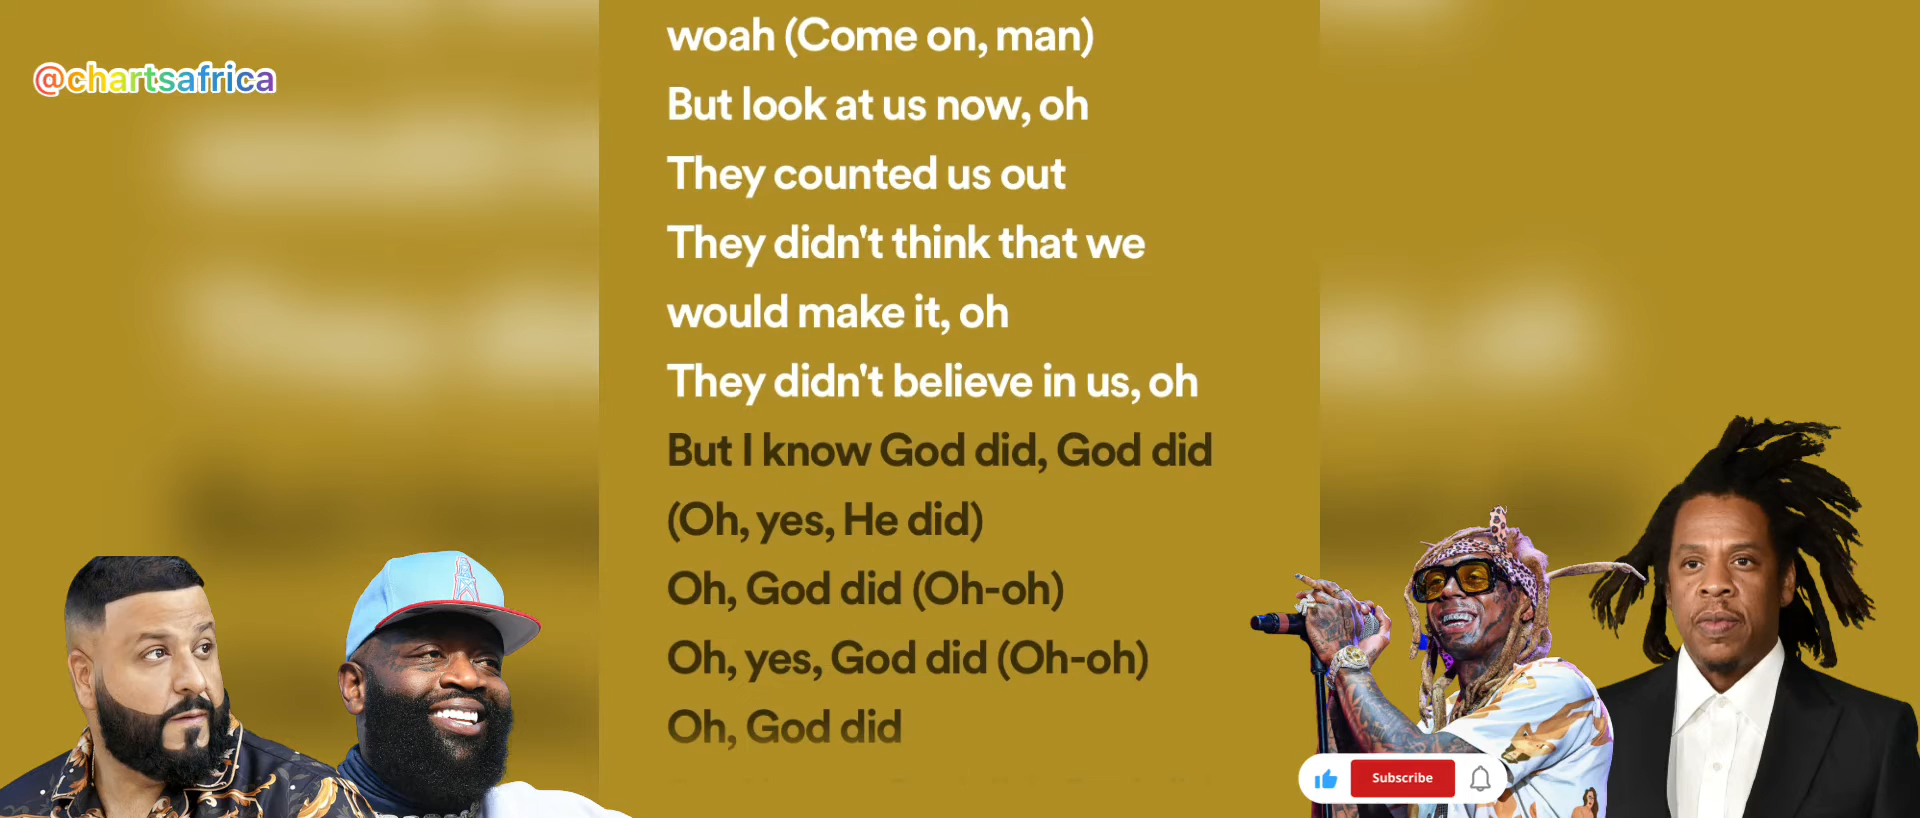 @chartsafrica
woah (Come on, man)
But look at us now, oh
They counted us out
They didn't think that we
would make it, oh
They didn't believe in us, oh
But I know God did, God did
(Oh, yes, He did)
Oh, God did (Oh-oh)
Oh, yes, God did (Oh-oh)
Oh, God did
Subscribe